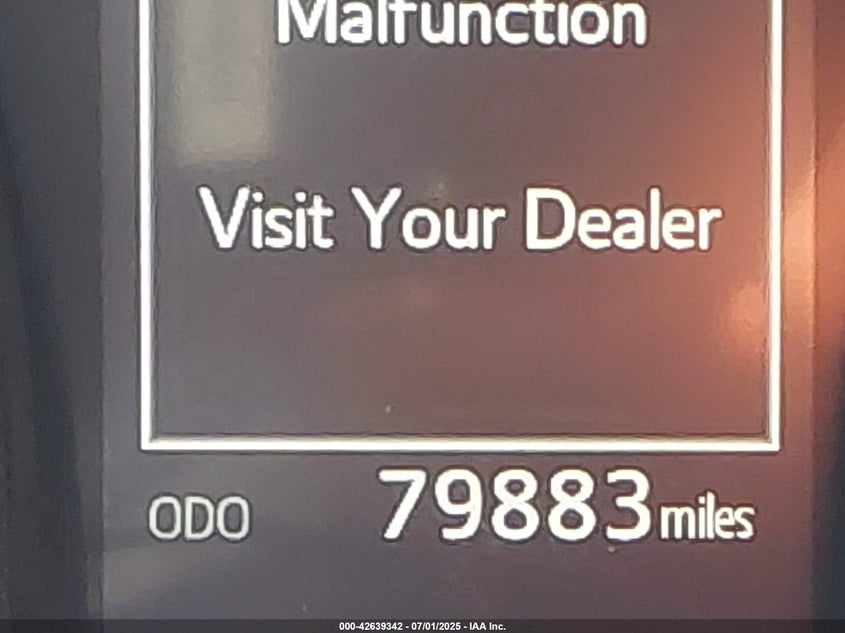 Malfunction
Visit Your Dealer
ODO 79883 miles
000-42639342 - 07/01/2025 - IAA Inc.